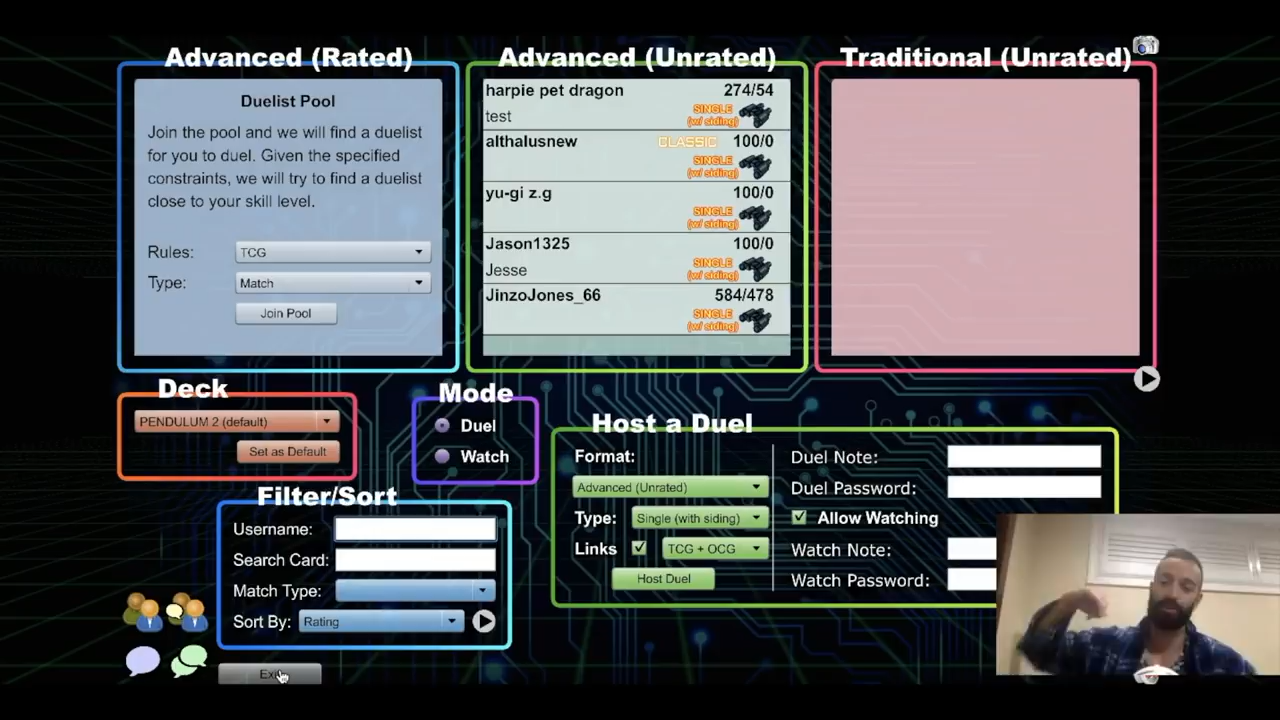 Advanced (Rated)
Duelist Pool
Join the pool and we will find a duelist
for you to duel. Given the specified
constraints, we will try to find a duelist
close to your skill level.
Rules: TCG
Type: Match
Join Pool
Advanced (Unrated)
harpie pet dragon 274/54
SINGLE
test (w/ siding)
althalusnew CLASSIC 100/0
SINGLE
(w/ siding)
yu-gi z.g 100/0
SINGLE
(w/ siding)
Jason1325 100/0
SINGLE
Jesse (w/ siding)
JinzoJones_66 584/478
SINGLE
(w/ siding)
Traditional (Unrated)
Deck
PENDULUM 2 (default)
Set as Default
Mode
Duel
Watch
Filter/Sort
Username:
Search Card:
Match Type:
Sort By: Rating
Host a Duel
Format:
Advanced (Unrated)
Type: Single (with siding)
Links TCG + OCG
Host Duel
Duel Note:
Duel Password:
Allow Watching
Watch Note:
Watch Password: